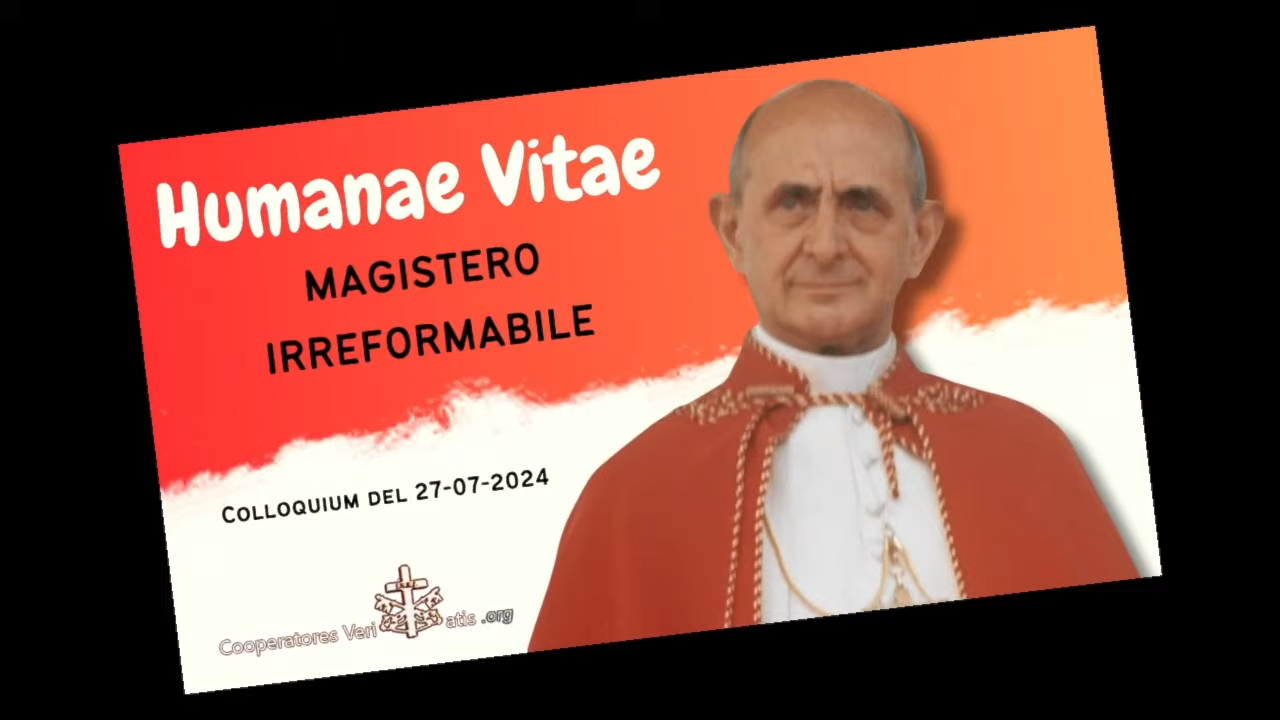 Humanae Vitae
MAGISTERO
IRREFORMABILE
COLLOQUIUM DEL 27-07-2024
Cooperatores Veri atis .org